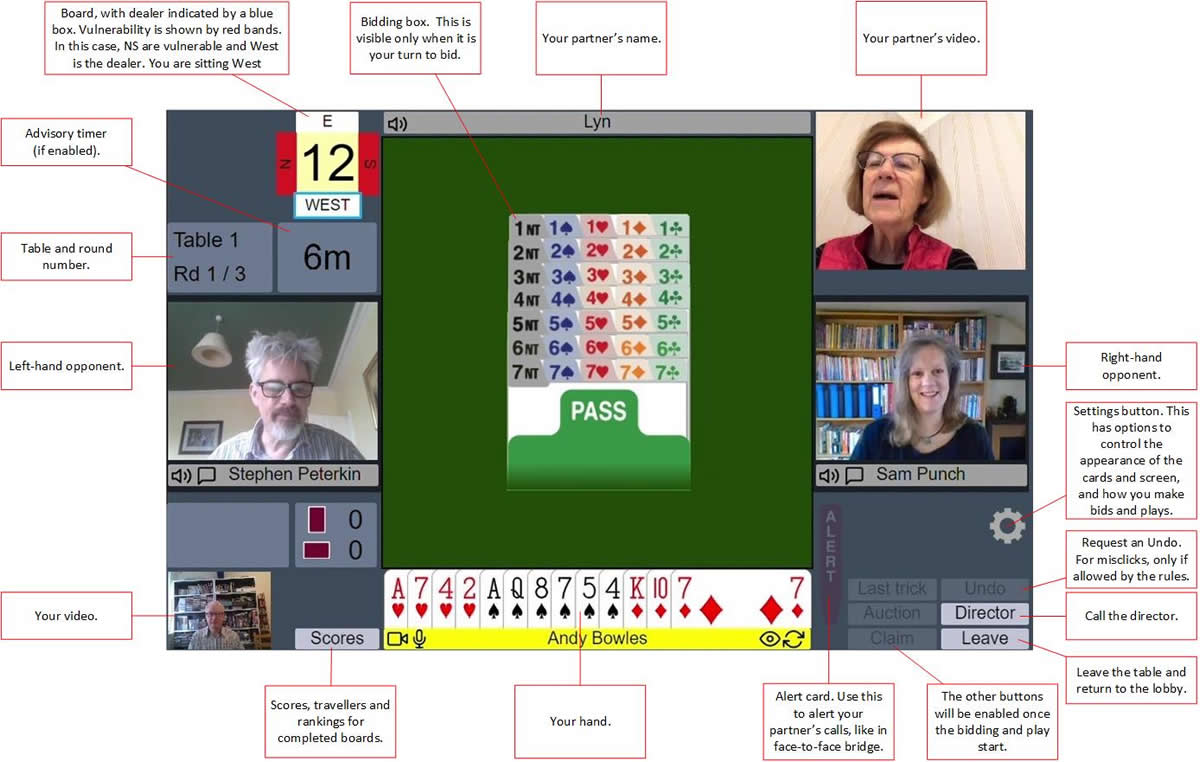 Board, with dealer indicated by a blue
box. Vulnerability is shown by red bands.
In this case, NS are vulnerable and West
is the dealer. You are sitting West
Bidding box. This is
visible only when it is
your turn to bid.
Your partner's name.
Your partner's video.
Advisory timer
(if enabled).
Table and round
number.
Left-hand opponent.
Your video.
E
N
12
S
WEST
Table 1
Rd 1 / 3
6m
Lyn
1NT 1♠ 1♥ 1♦ 1♣
2NT 2♠ 2♥ 2♦ 2♣
3NT 3♠ 3♥ 3♦ 3♣
4NT 4♠ 4♥ 4♦ 4♣
5NT 5♠ 5♥ 5♦ 5♣
6NT 6♠ 6♥ 6♦ 6♣
7NT 7♠ 7♥ 7♦ 7♣
PASS
Stephen Peterkin
Sam Punch
0
0
Scores
A 7 4 2 A Q 8 7 5 4 K 10 7 7
♥ ♥ ♥ ♥ ♠ ♠ ♠ ♠ ♠ ♠ ♦ ♦ ♦ ♦ ♦ ♦
Andy Bowles
ALERT
Last trick
Undo
Auction
Director
Claim
Leave
Right-hand
opponent.
Settings button. This
has options to
control the
appearance of the
cards and screen,
and how you make
bids and plays.
Request an Undo.
For misclicks, only if
allowed by the rules.
Call the director.
Leave the table and
return to the lobby.
Scores, travellers and
rankings for
completed boards.
Your hand.
Alert card. Use this
to alert your
partner's calls, like in
face-to-face bridge.
The other buttons
will be enabled once
the bidding and play
start.